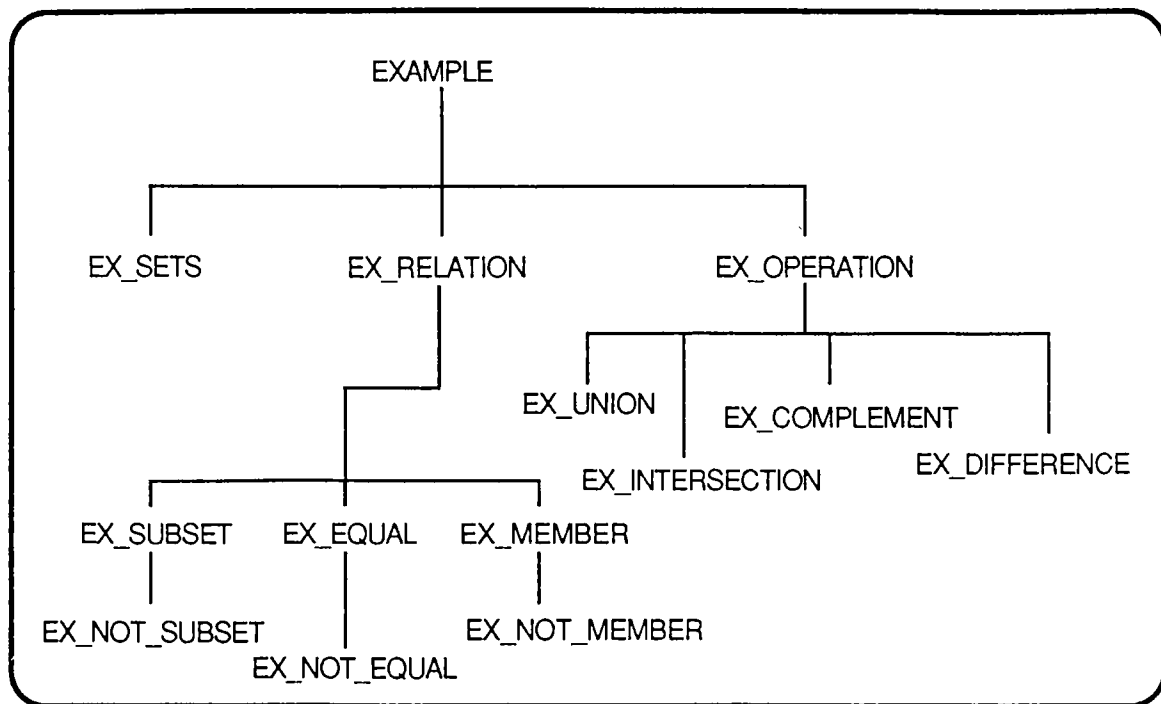 EXAMPLE
EX_SETS
EX_RELATION
EX_OPERATION
EX_UNION
EX_COMPLEMENT
EX_INTERSECTION
EX_DIFFERENCE
EX_SUBSET
EX_EQUAL
EX_MEMBER
EX_NOT_SUBSET
EX_NOT_MEMBER
EX_NOT_EQUAL